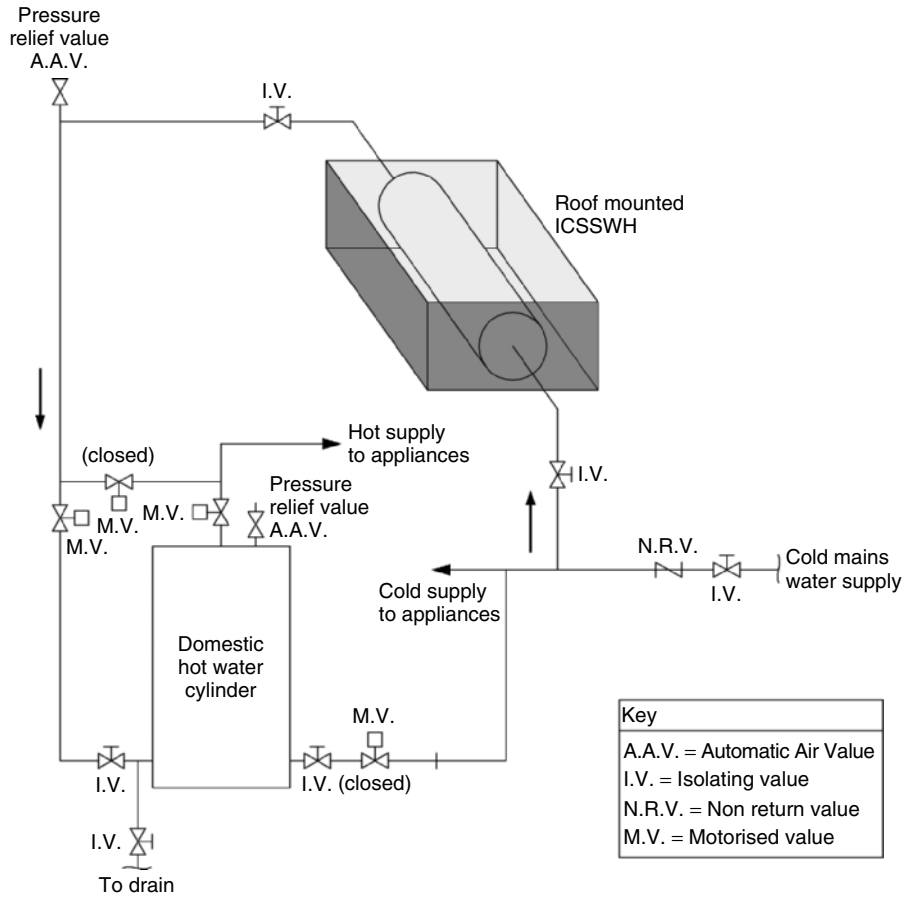 Pressure
relief value
A.A.V.
I.V.
Roof mounted
ICSSWH
(closed)
M.V.
M.V.
M.V.
Hot supply
to appliances
Pressure
relief value
A.A.V.
I.V.
N.R.V.
I.V.
Cold mains
water supply
Cold supply
to appliances
Domestic
hot water
cylinder
M.V.
I.V. (closed)
I.V.
I.V.
To drain
Key
A.A.V. = Automatic Air Value
I.V. = Isolating value
N.R.V. = Non return value
M.V. = Motorised value